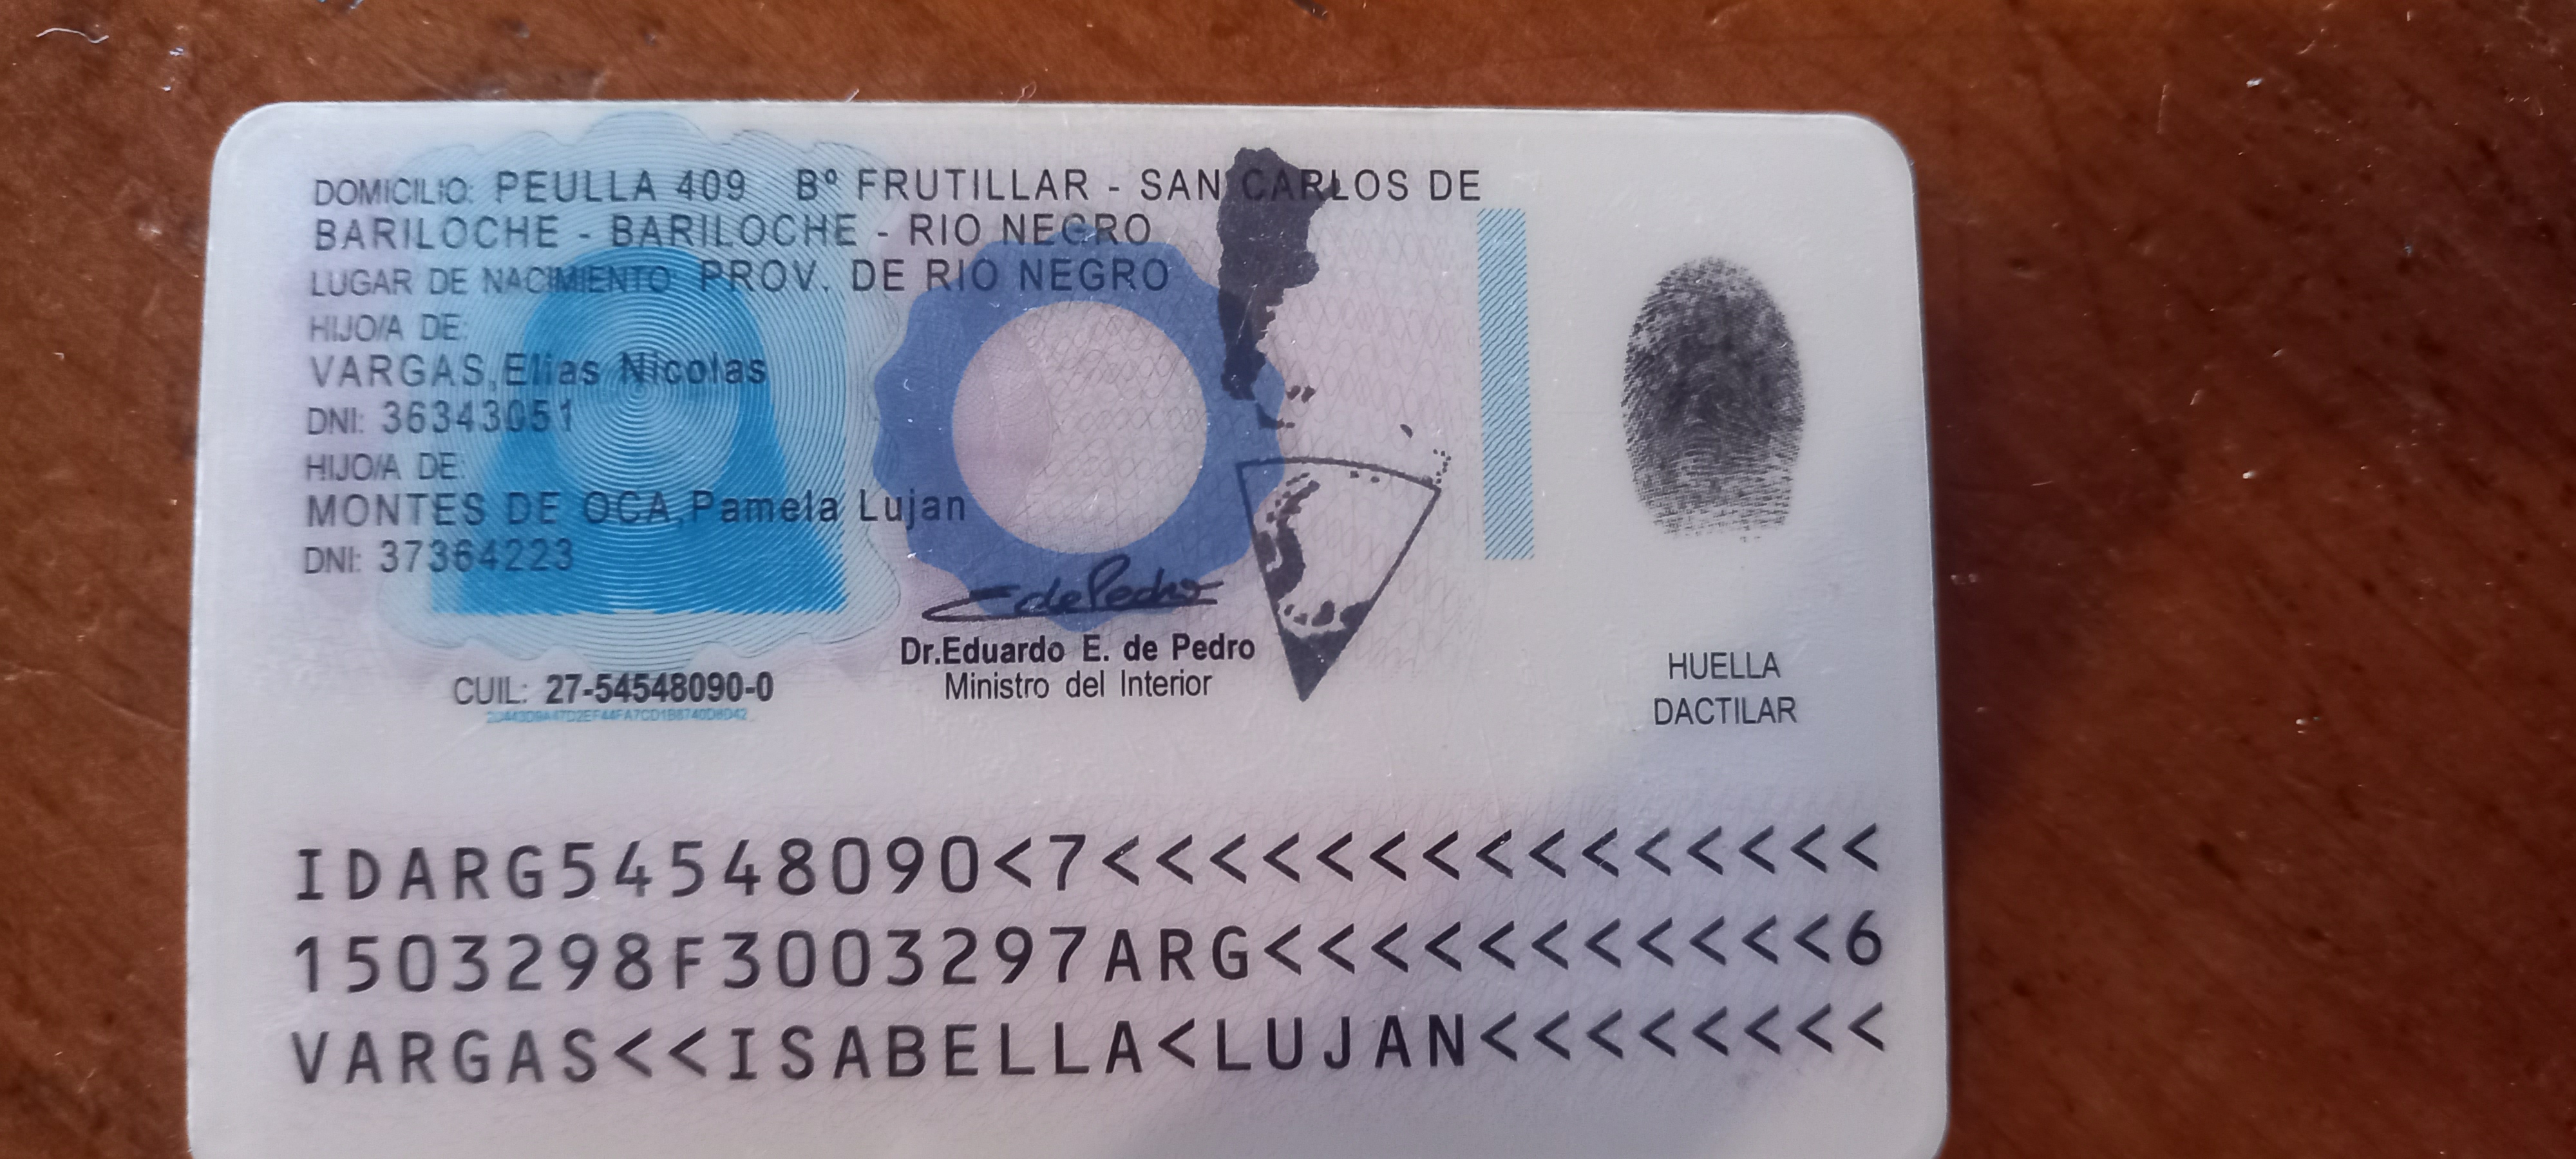 DOMICILIO: PEULLA 409 Bº FRUTILLAR - SAN CARLOS DE
BARILOCHE - BARILOCHE - RIO NEGRO
LUGAR DE NACIMIENTO: PROV. DE RIO NEGRO
HIJO/A DE:
VARGAS,Elias Nicolas
DNI: 36343051
HIJO/A DE:
MONTES DE OCA,Pamela Lujan
DNI: 37364223
CUIL: 27-54548090-0
Dr.Eduardo E. de Pedro
Ministro del Interior
HUELLA
DACTILAR
IDARG54548090<7<<<<<<<<<<<<<<<
1503298F3003297ARG<<<<<<<<<<<6
VARGAS<<ISABELLA<LUJAN<<<<<<<<